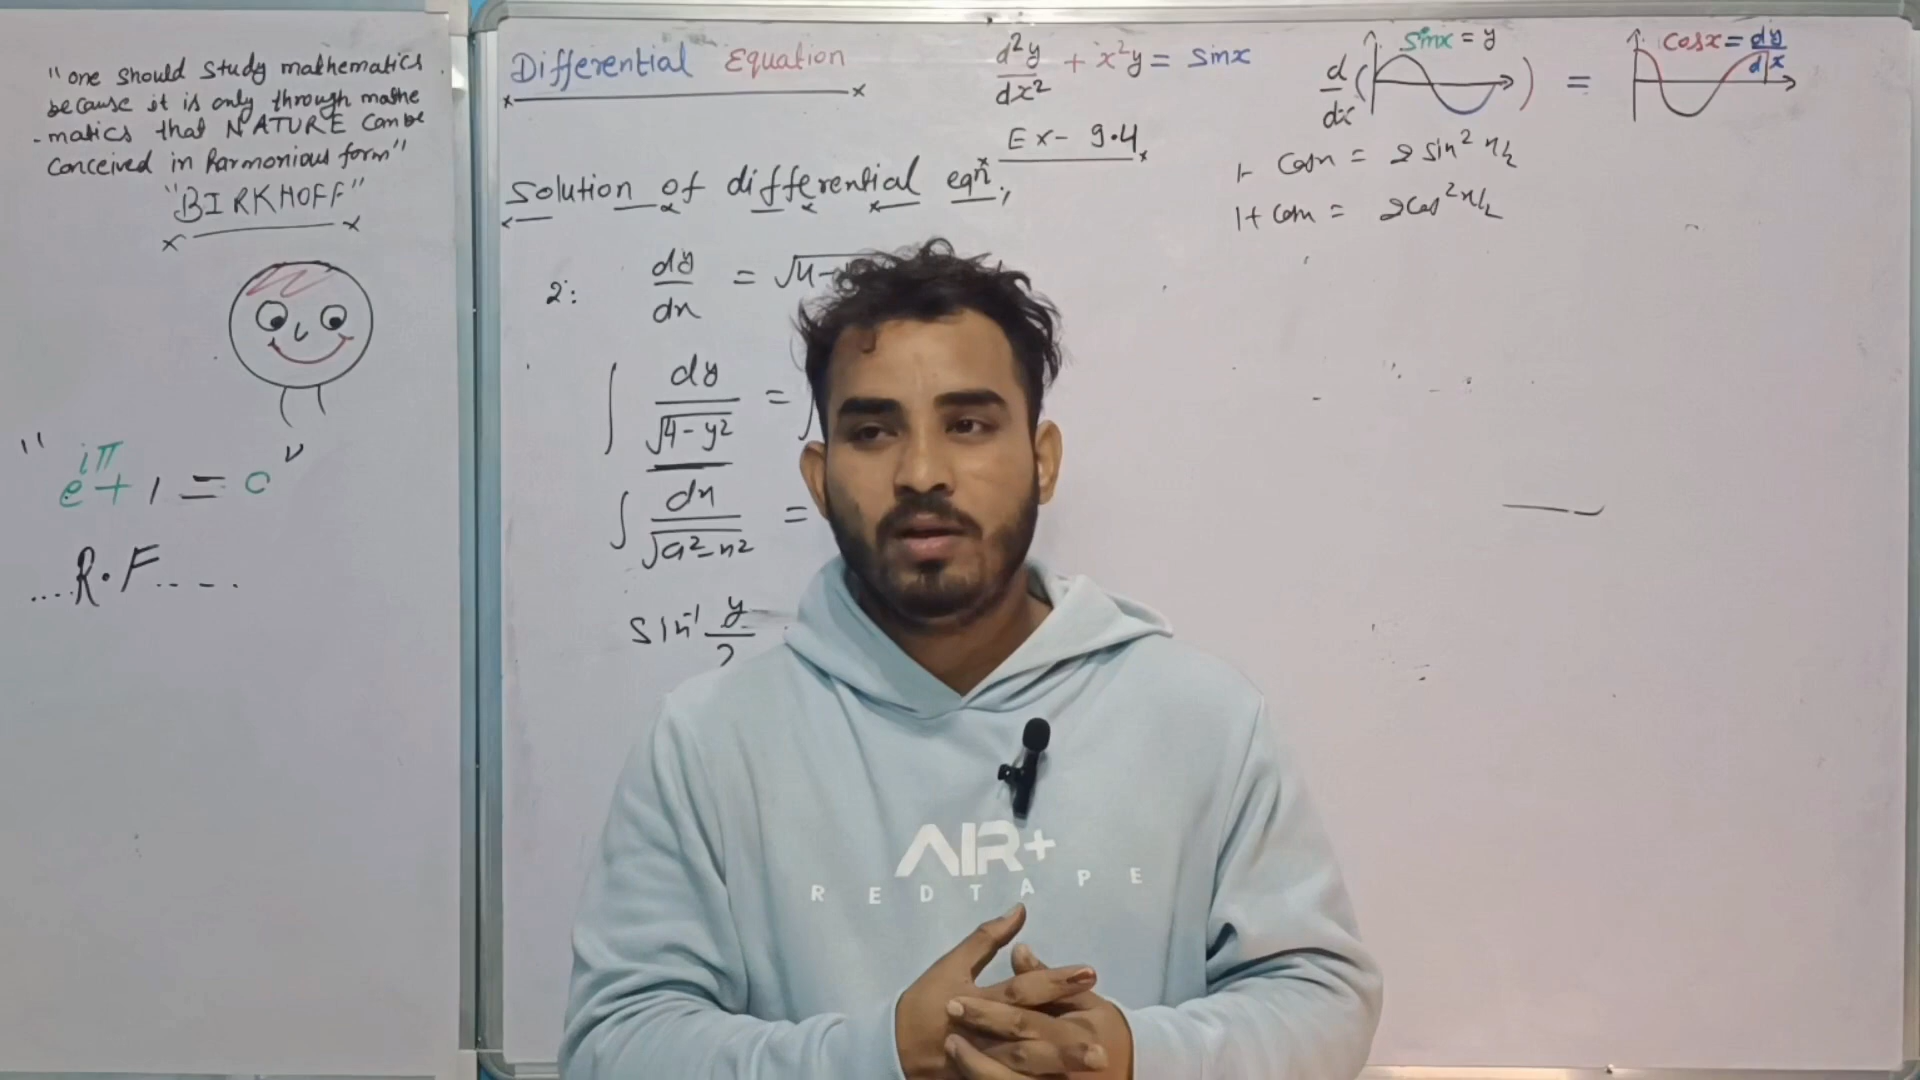 "one should study mathematics
because it is only through mathe
-matics that NATURE can be
conceived in harmonious form"
"BIRKHOFF"
" e^{iπ} + 1 = 0 "
....R.F....
Differential Equation
d²y/dx² + x²y = sinx
Ex- 9.4
Solution of differential eqn.,
2: dy/dx = √4-
∫ dy/√4-y² = ∫
∫ dx/√a²-x² =
sin⁻¹ y/2
d/dx ( sinx = y ) = cosx = dy/dx
1- cosx = 2 sin² x/2
1+ cosx = 2cos² x/2
AIR+
REDTAPE